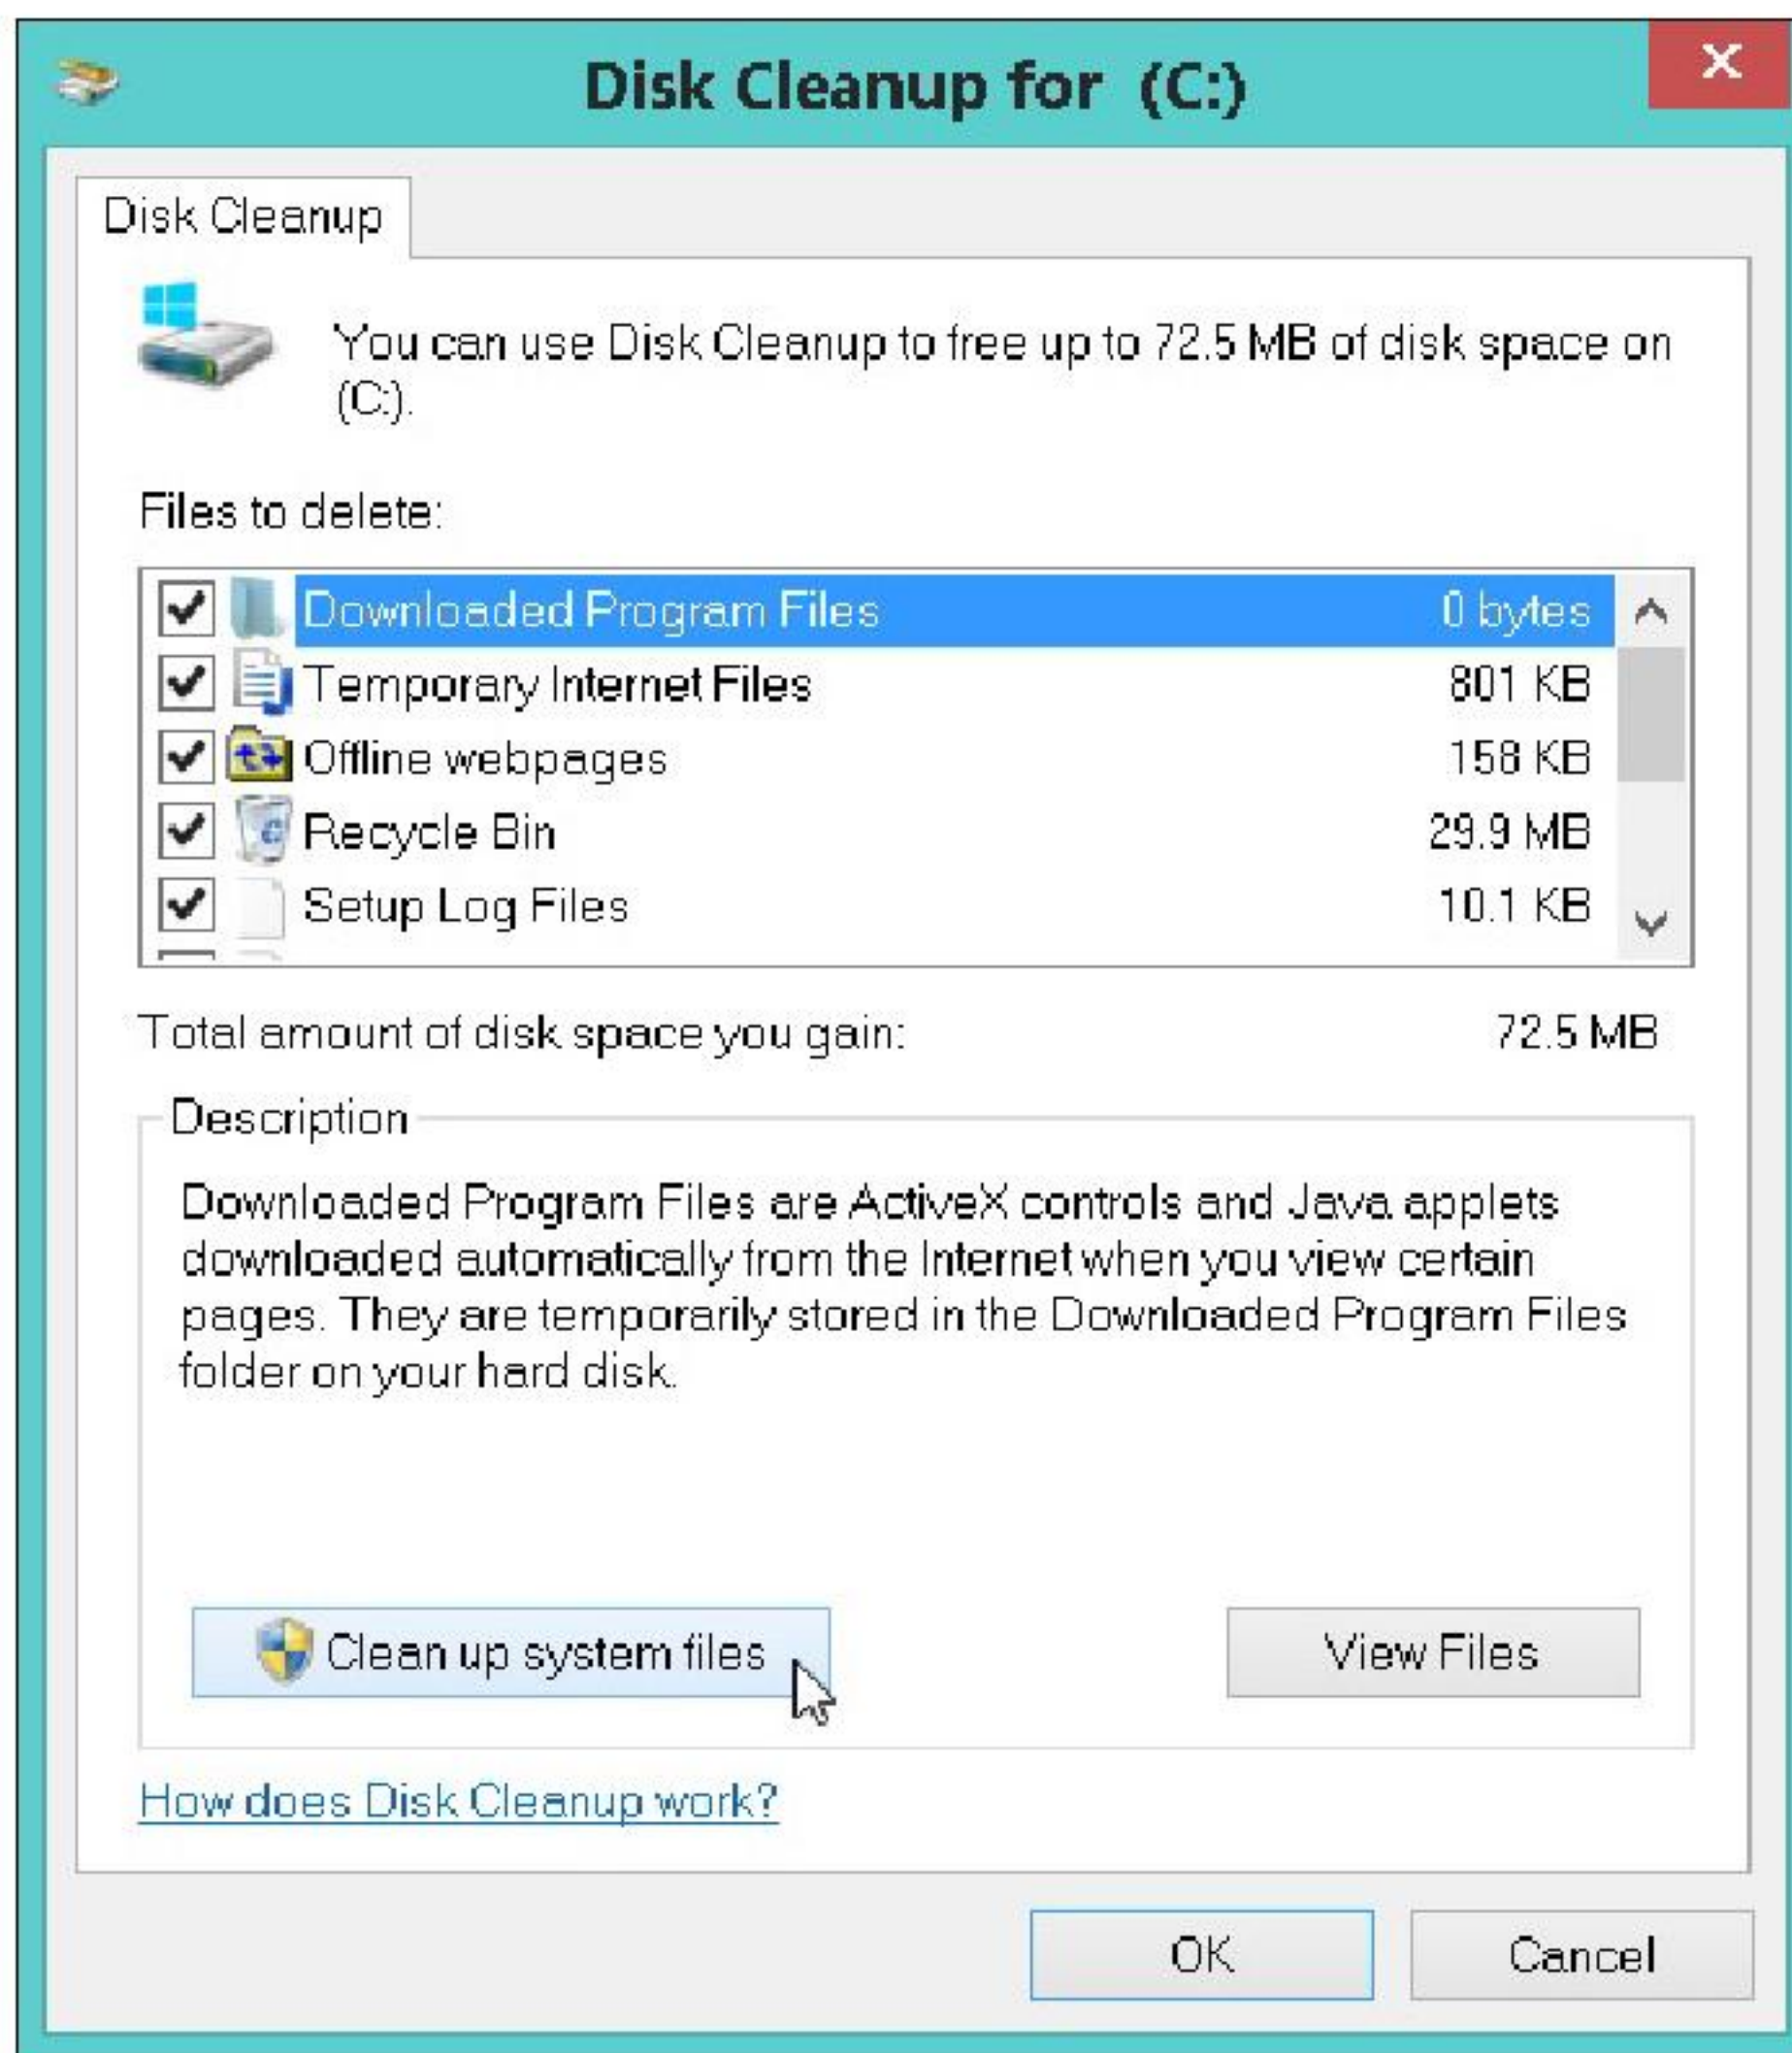 Disk Cleanup for (C:)
X
Disk Cleanup
You can use Disk Cleanup to free up to 72.5 MB of disk space on
(C:).
Files to delete:
Downloaded Program Files 0 bytes
Temporary Internet Files 801 KB
Offline webpages 158 KB
Recycle Bin 29.9 MB
Setup Log Files 10.1 KB
Total amount of disk space you gain: 72.5 MB
Description
Downloaded Program Files are ActiveX controls and Java applets
downloaded automatically from the Internet when you view certain
pages. They are temporarily stored in the Downloaded Program Files
folder on your hard disk.
Clean up system files View Files
How does Disk Cleanup work?
OK Cancel